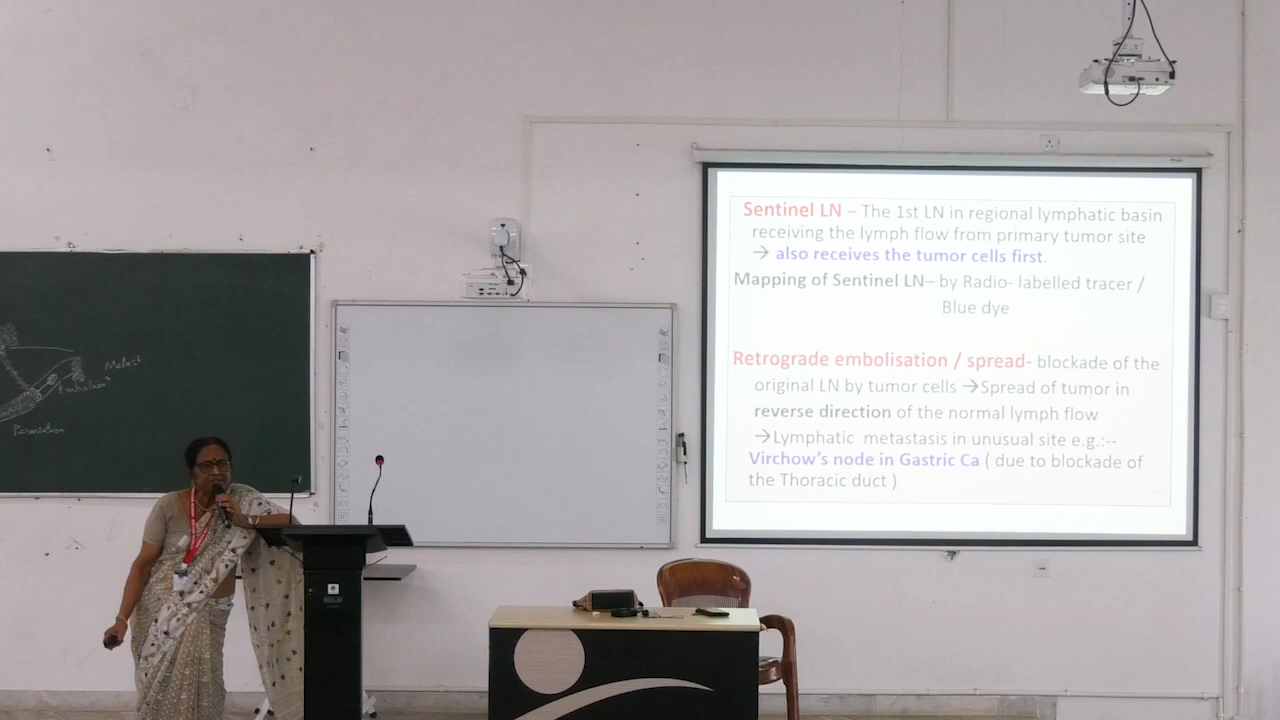 Sentinel LN – The 1st LN in regional lymphatic basin
receiving the lymph flow from primary tumor site
→ also receives the tumor cells first.
Mapping of Sentinel LN– by Radio- labelled tracer /
Blue dye
Retrograde embolisation / spread- blockade of the
original LN by tumor cells →Spread of tumor in
reverse direction of the normal lymph flow
→Lymphatic metastasis in unusual site e.g.:--
Virchow's node in Gastric Ca ( due to blockade of
the Thoracic duct )